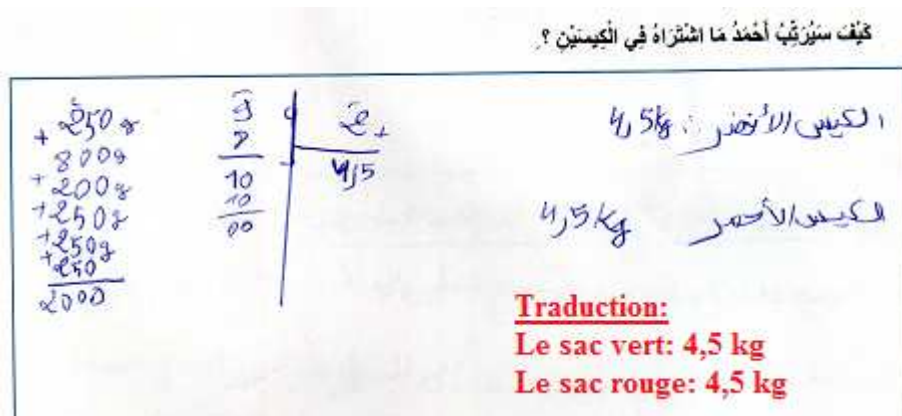 كَيْفَ سَيُرَتِّبُ أَحْمَدُ مَا اشْتَرَاهُ فِي الْكِيسَيْنِ ؟
الكيس الأخضر : 4,5kg
الكيس الأحمر 4,5kg
250g
+ 800g
+ 200g
+ 250g
+ 250g
+ 250
2000
9
8
10
10
00
2
4,5
Traduction:
Le sac vert: 4,5 kg
Le sac rouge: 4,5 kg